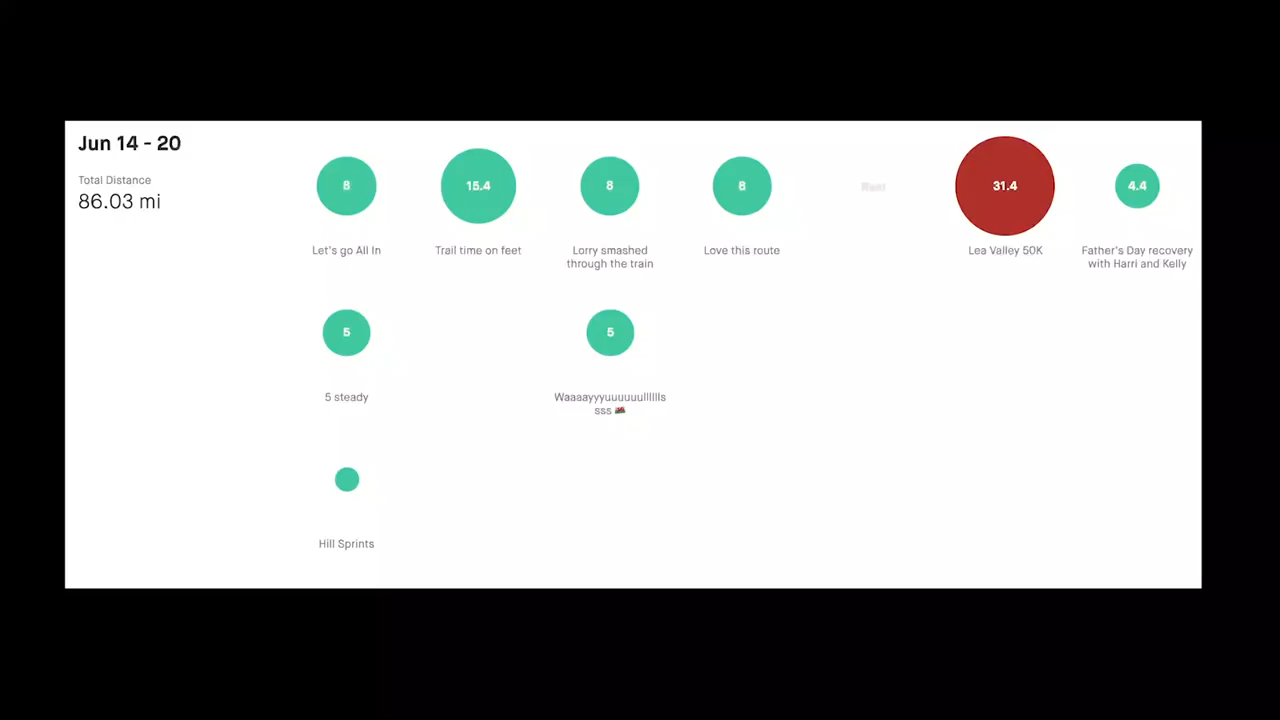 Jun 14 - 20
Total Distance
86.03 mi
8
15.4
8
8
Rest
31.4
4.4
Let's go All In
Trail time on feet
Lorry smashed
through the train
Love this route
Lea Valley 50K
Father's Day recovery
with Harri and Kelly
5
5
5 steady
Waaaayyyuuuuuulllllls
sss 🏴󠁧󠁢󠁷󠁬󠁳󠁿
Hill Sprints